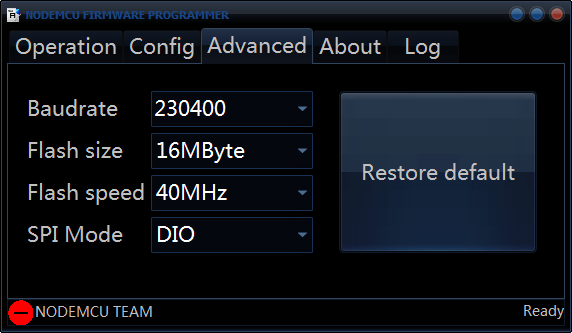 NODEMCU FIRMWARE PROGRAMMER
Operation Config Advanced About Log
Baudrate 230400
Flash size 16MByte
Restore default
Flash speed 40MHz
SPI Mode DIO
NODEMCU TEAM Ready